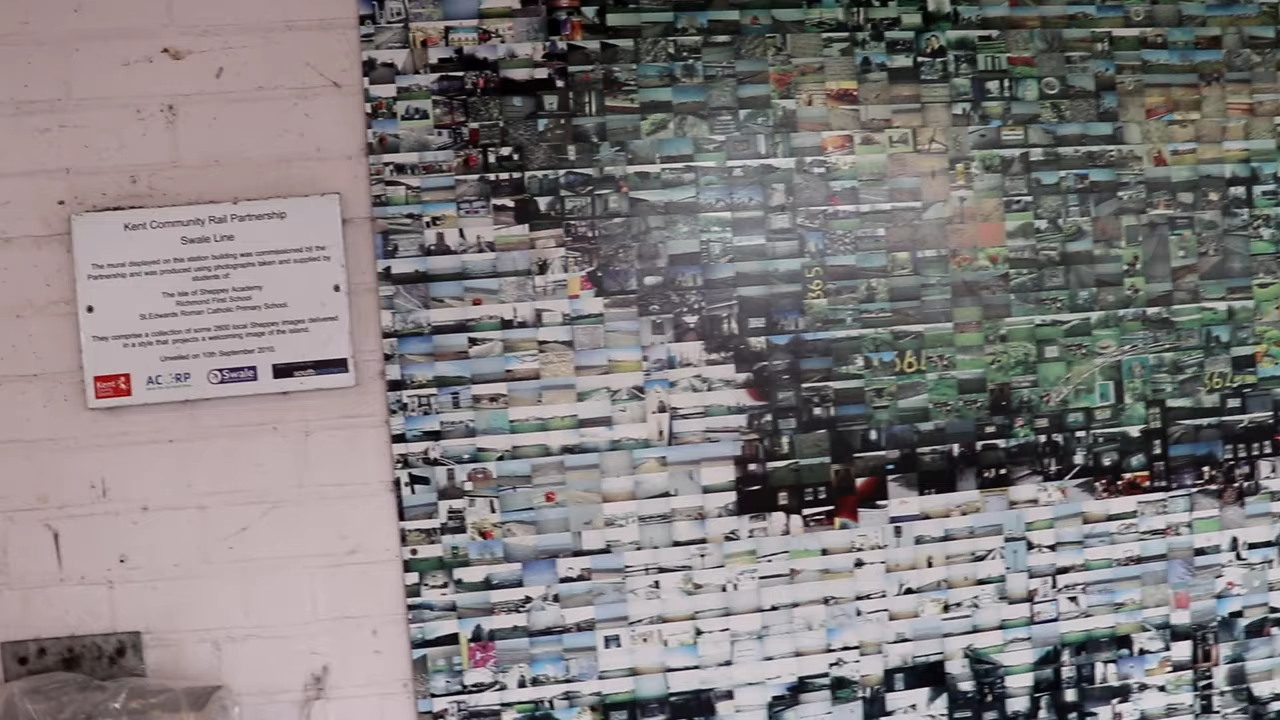 Kent Community Rail Partnership
Swale Line
The mural displayed on this station building was commissioned by the
Partnership and was produced using photographs taken and supplied by
students of:
The Isle of Sheppey Academy
Richmond First School
St.Edwards Roman Catholic Primary School.
They comprise a collection of some 2600 local Sheppey images delivered
in a style that projects a welcoming image of the island.
Unveiled on 10th September 2010.
Kent
Swale
south